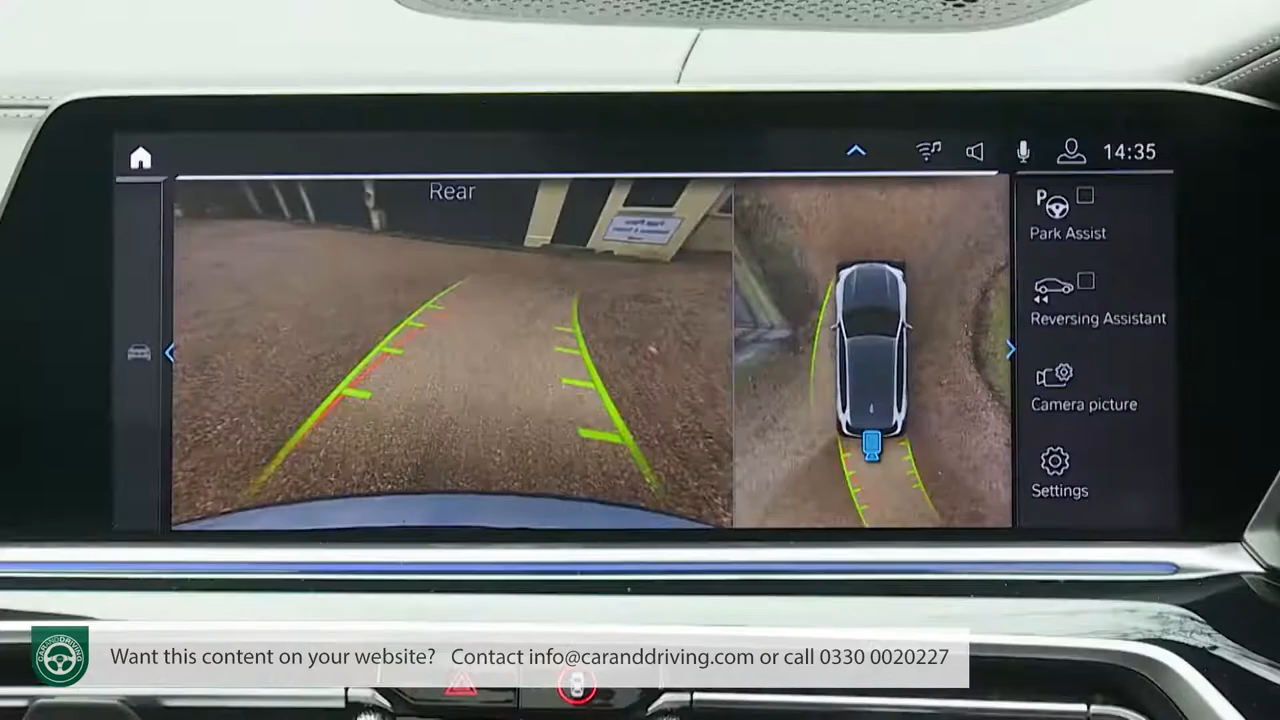 14:35
Rear
P
Park Assist
Reversing Assistant
Camera picture
Settings
CARANDDRIVING
Want this content on your website? Contact info@caranddriving.com or call 0330 0020227